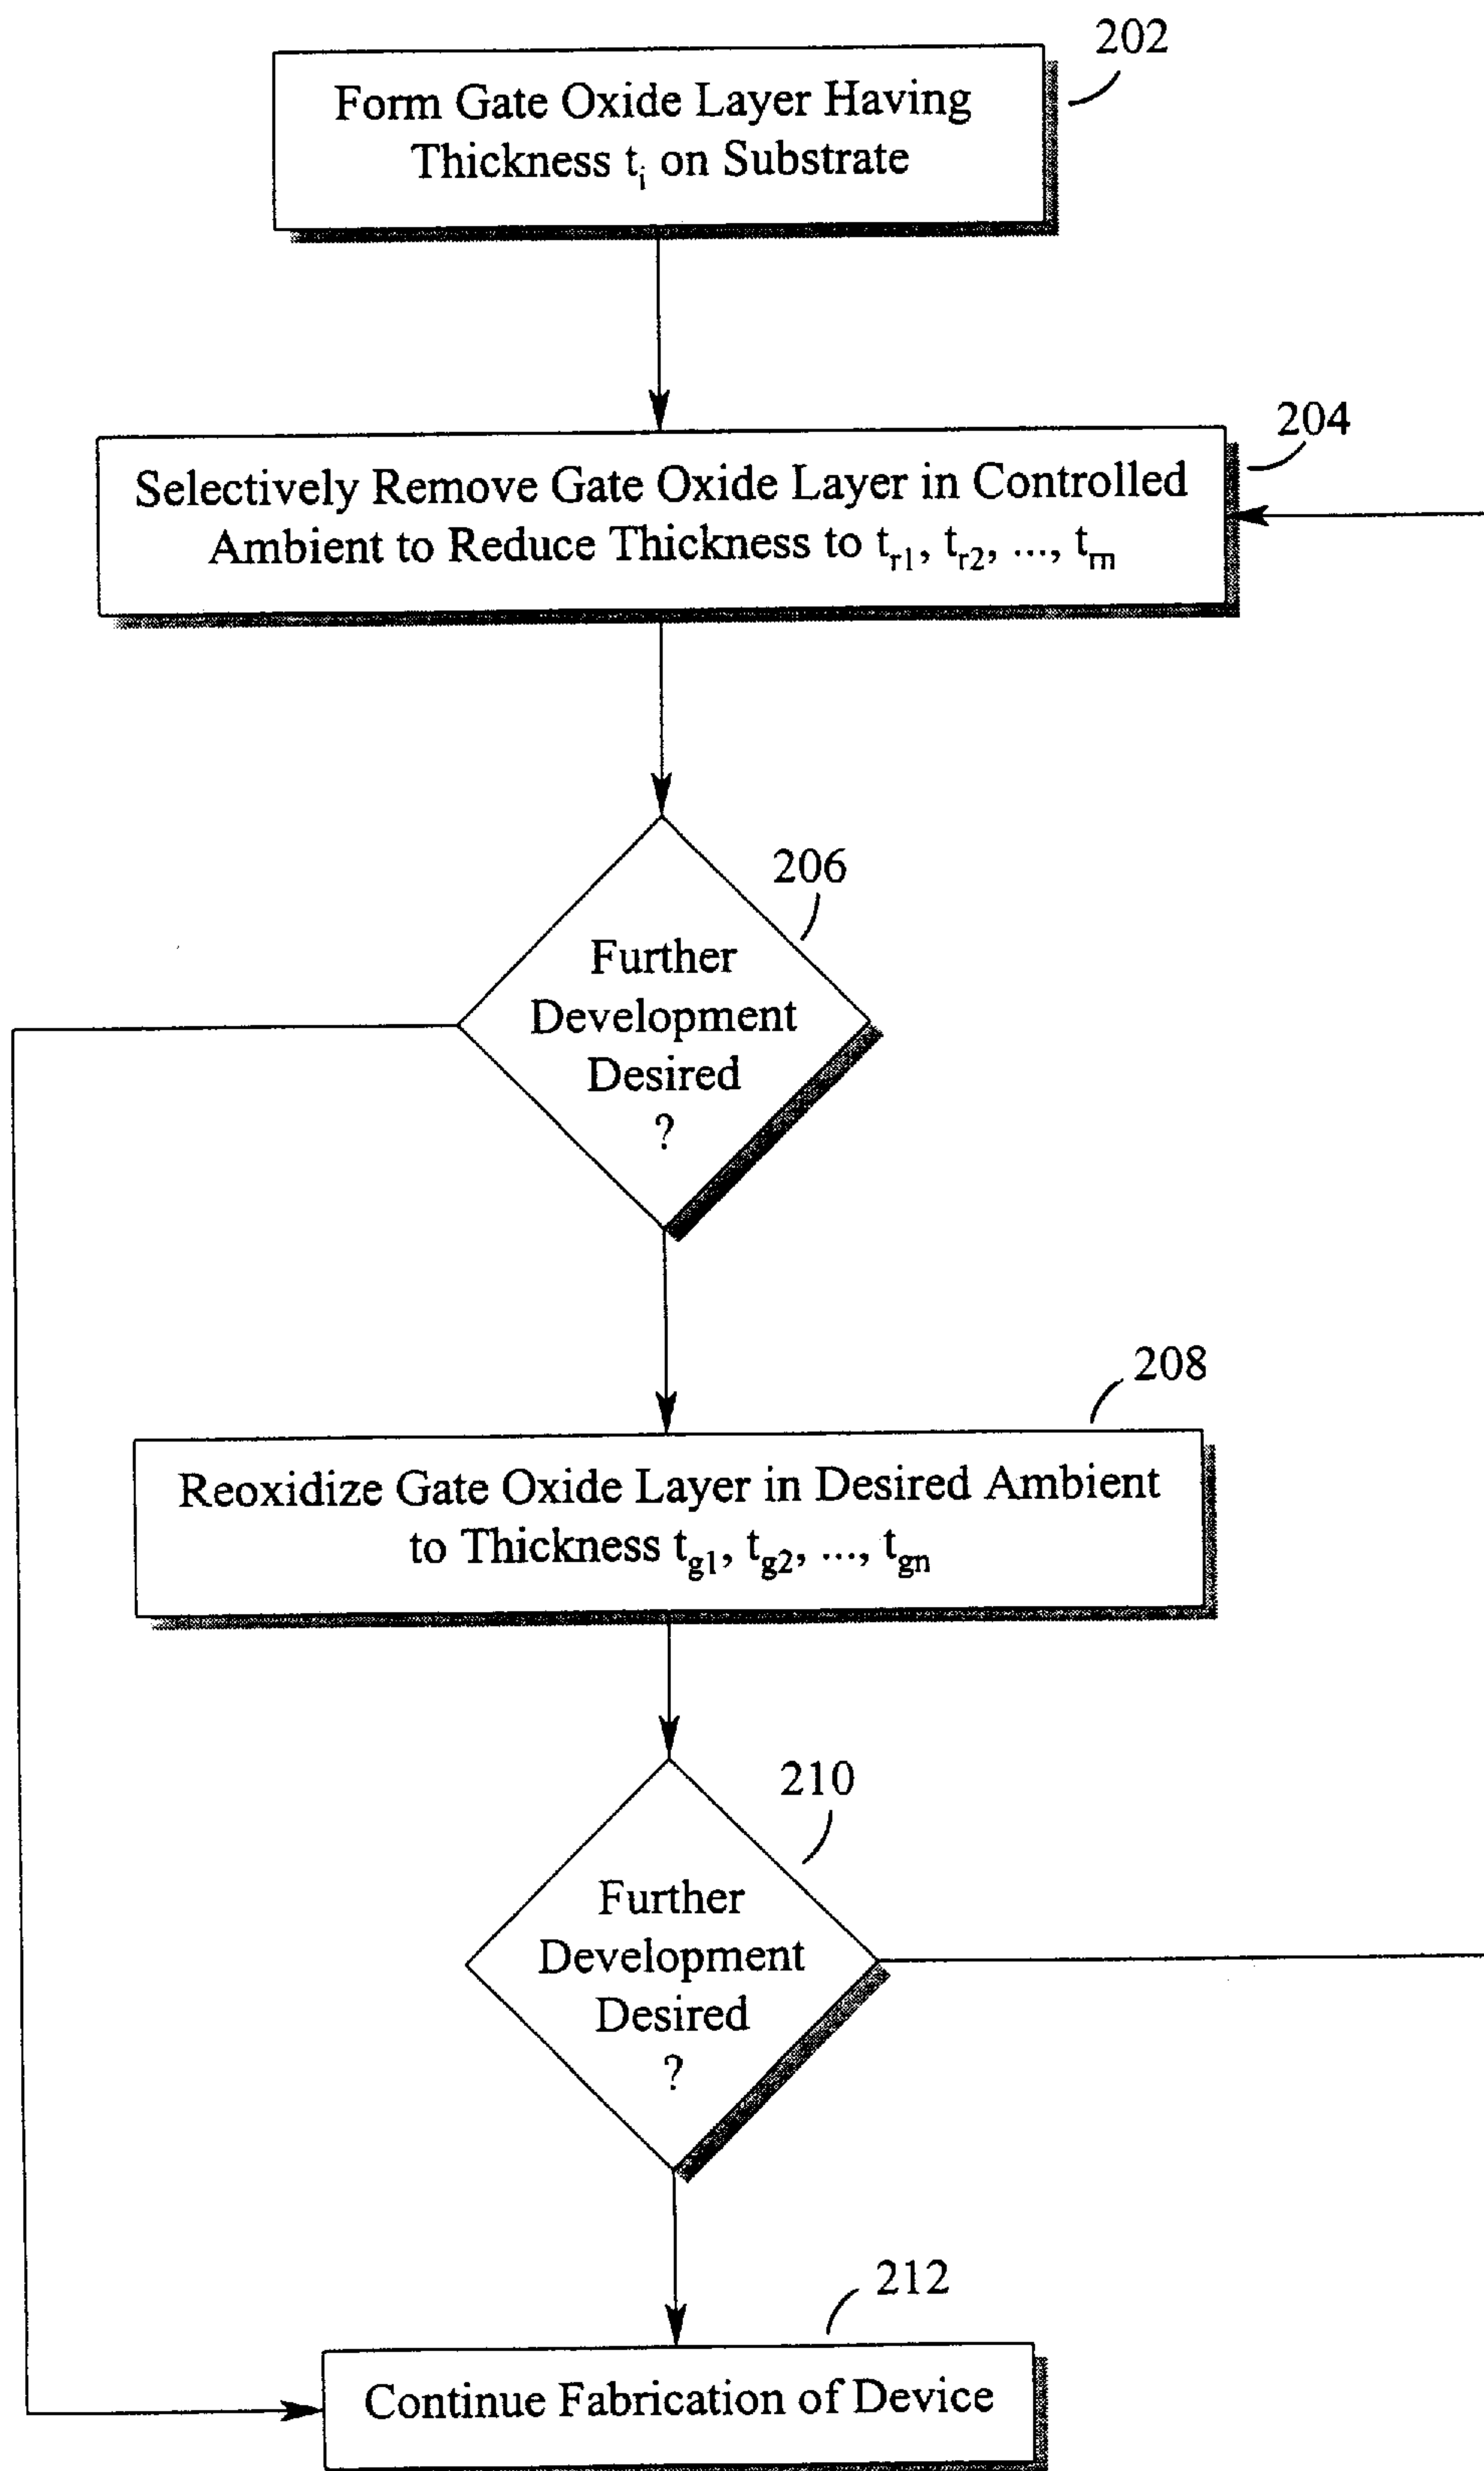 202
Form Gate Oxide Layer Having
Thickness tᵢ on Substrate
204
Selectively Remove Gate Oxide Layer in Controlled
Ambient to Reduce Thickness to t_r1, t_r2, ..., t_rn
206
Further
Development
Desired
?
208
Reoxidize Gate Oxide Layer in Desired Ambient
to Thickness t_g1, t_g2, ..., t_gn
210
Further
Development
Desired
?
212
Continue Fabrication of Device